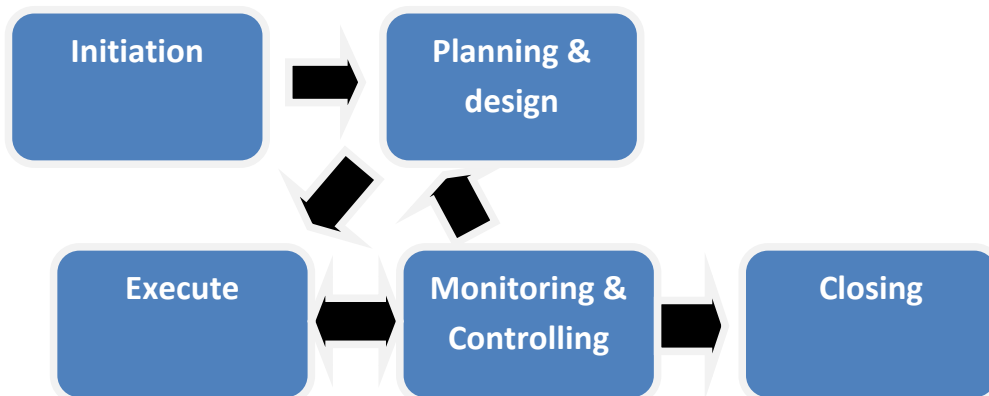 Initiation
Planning &
design
Execute
Monitoring &
Controlling
Closing